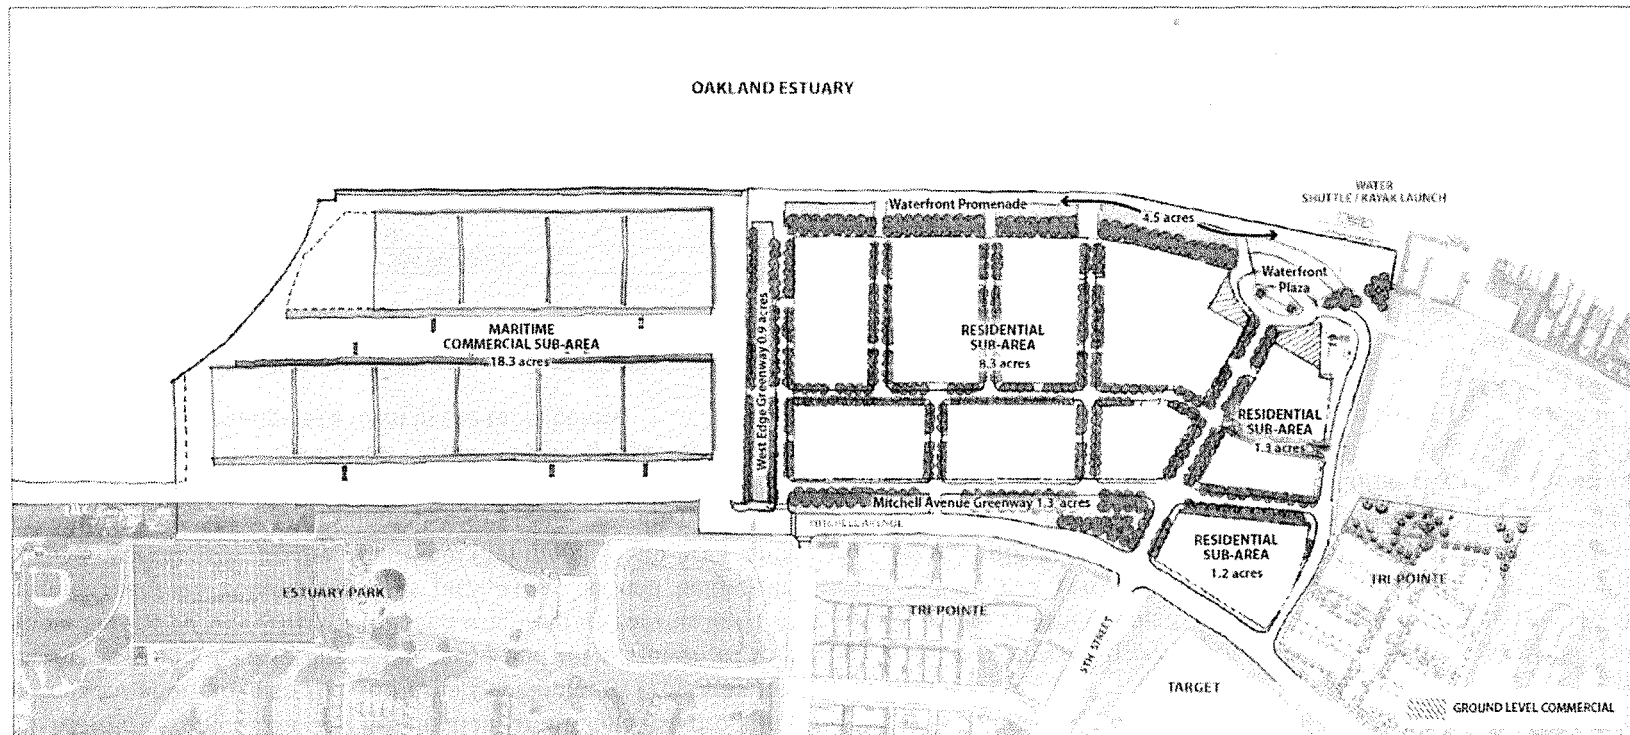 OAKLAND ESTUARY
WATER
SHUTTLE / KAYAK LAUNCH
Waterfront Promenade
4.5 acres
Waterfront
Plaza
MARITIME
COMMERCIAL SUB-AREA
18.3 acres
West Edge Greenway 0.9 acres
RESIDENTIAL
SUB-AREA
8.3 acres
RESIDENTIAL
SUB-AREA
1.3 acres
Mitchell Avenue Greenway 1.3 acres
MITCHELL AVENUE
RESIDENTIAL
SUB-AREA
1.2 acres
ESTUARY PARK
TRI POINTE
TRI POINTE
5TH STREET
TARGET
GROUND LEVEL COMMERCIAL